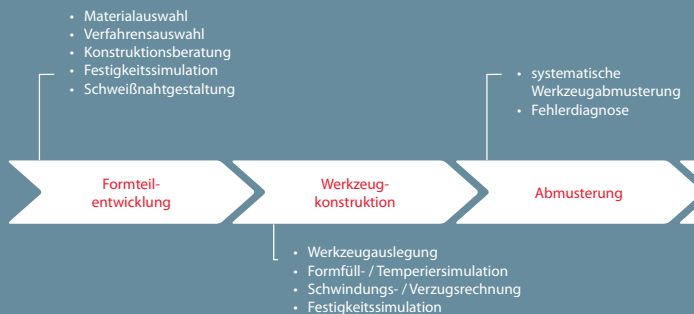 • Materialauswahl
• Verfahrensauswahl
• Konstruktionsberatung
• Festigkeitssimulation
• Schweißnahtgestaltung
• systematische
Werkzeugabmusterung
• Fehlerdiagnose
Formteil-
entwicklung
Werkzeug-
konstruktion
Abmusterung
• Werkzeugauslegung
• Formfüll- / Temperiersimulation
• Schwindungs- / Verzugsrechnung
• Festigkeitssimulation